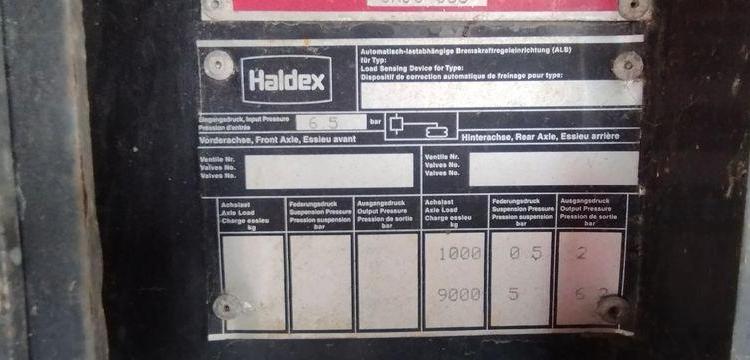 Haldex
Automatisch-lastabhängige Bremskraftregeleinrichtung (ALB)
für Typ:
Load Sensing Device for Type:
Dispositif de correction automatique de freinage pour type:
Eingangsdruck, Input Pressure
Pression d'entrée
6 5 bar
Vorderachse, Front Axle, Essieu avant
Hinterachse, Rear Axle, Essieu arrière
Ventile Nr.
Valves No.
Valves No.
Ventile Nr.
Valves No.
Valves No.
Achslast
Axle Load
Charge essieu
kg
Federungsdruck
Suspension Pressure
Pression suspension
bar
Ausgangsdruck
Output Pressure
Pression de sortie
bar
Achslast
Axle Load
Charge essieu
kg
Federungsdruck
Suspension Pressure
Pression suspension
bar
Ausgangsdruck
Output Pressure
Pression de sortie
bar
1000 0 5 2
9000 5 6